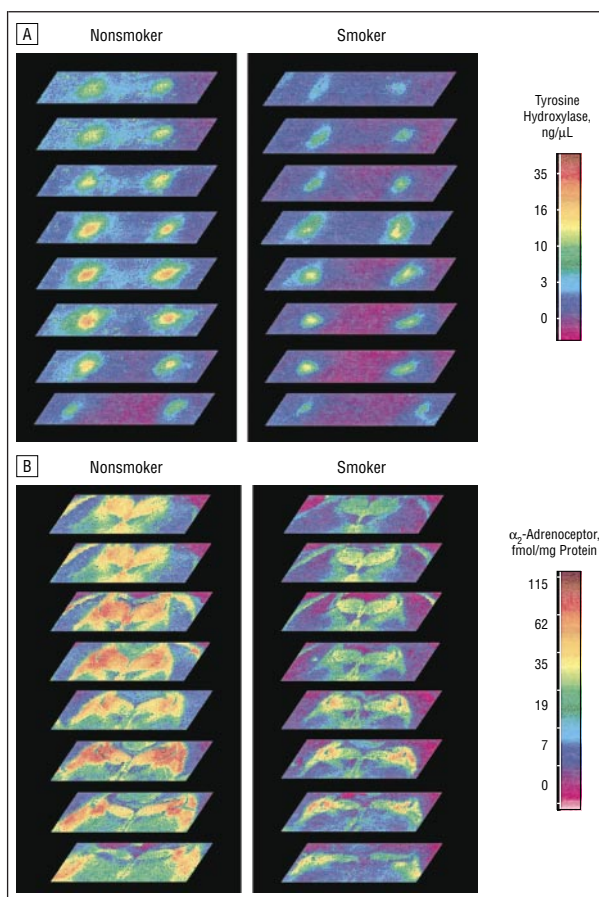 A
Nonsmoker
Smoker
Tyrosine
Hydroxylase,
ng/μL
35
16
10
3
0
B
Nonsmoker
Smoker
α2-Adrenoceptor,
fmol/mg Protein
115
62
35
19
7
0